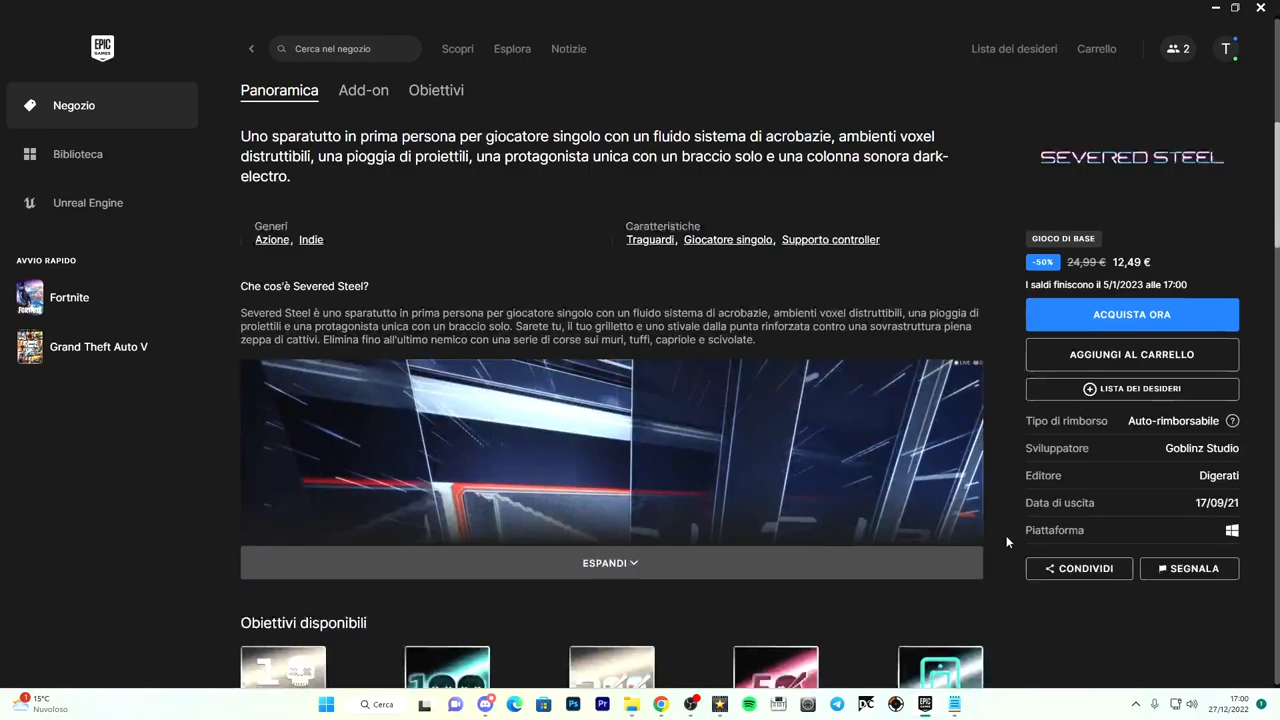 EPIC GAMES
Cerca nel negozio
Scopri
Esplora
Notizie
Lista dei desideri
Carrello
2
T
Negozio
Biblioteca
Unreal Engine
AVVIO RAPIDO
Fortnite
Grand Theft Auto V
Panoramica
Add-on
Obiettivi
Uno sparatutto in prima persona per giocatore singolo con un fluido sistema di acrobazie, ambienti voxel
distruttibili, una pioggia di proiettili, una protagonista unica con un braccio solo e una colonna sonora dark-
electro.
Generi
Azione, Indie
Caratteristiche
Traguardi, Giocatore singolo, Supporto controller
Che cos'è Severed Steel?
Severed Steel è uno sparatutto in prima persona per giocatore singolo con un fluido sistema di acrobazie, ambienti voxel distruttibili, una pioggia di
proiettili e una protagonista unica con un braccio solo. Sarete tu, il tuo grilletto e uno stivale dalla punta rinforzata contro una sovrastruttura piena
zeppa di cattivi. Elimina fino all'ultimo nemico con una serie di corse sui muri, tuffi, capriole e scivolate.
LIVE
ESPANDI
Obiettivi disponibili
SEVERED STEEL
GIOCO DI BASE
-50% 24,99 € 12,49 €
I saldi finiscono il 5/1/2023 alle 17:00
ACQUISTA ORA
AGGIUNGI AL CARRELLO
LISTA DEI DESIDERI
Tipo di rimborso Auto-rimborsabile ?
Sviluppatore Goblinz Studio
Editore Digerati
Data di uscita 17/09/21
Piattaforma
CONDIVIDI
SEGNALA
1
15°C
Nuvoloso
Cerca
Ps
Pr
17:00
27/12/2022
1